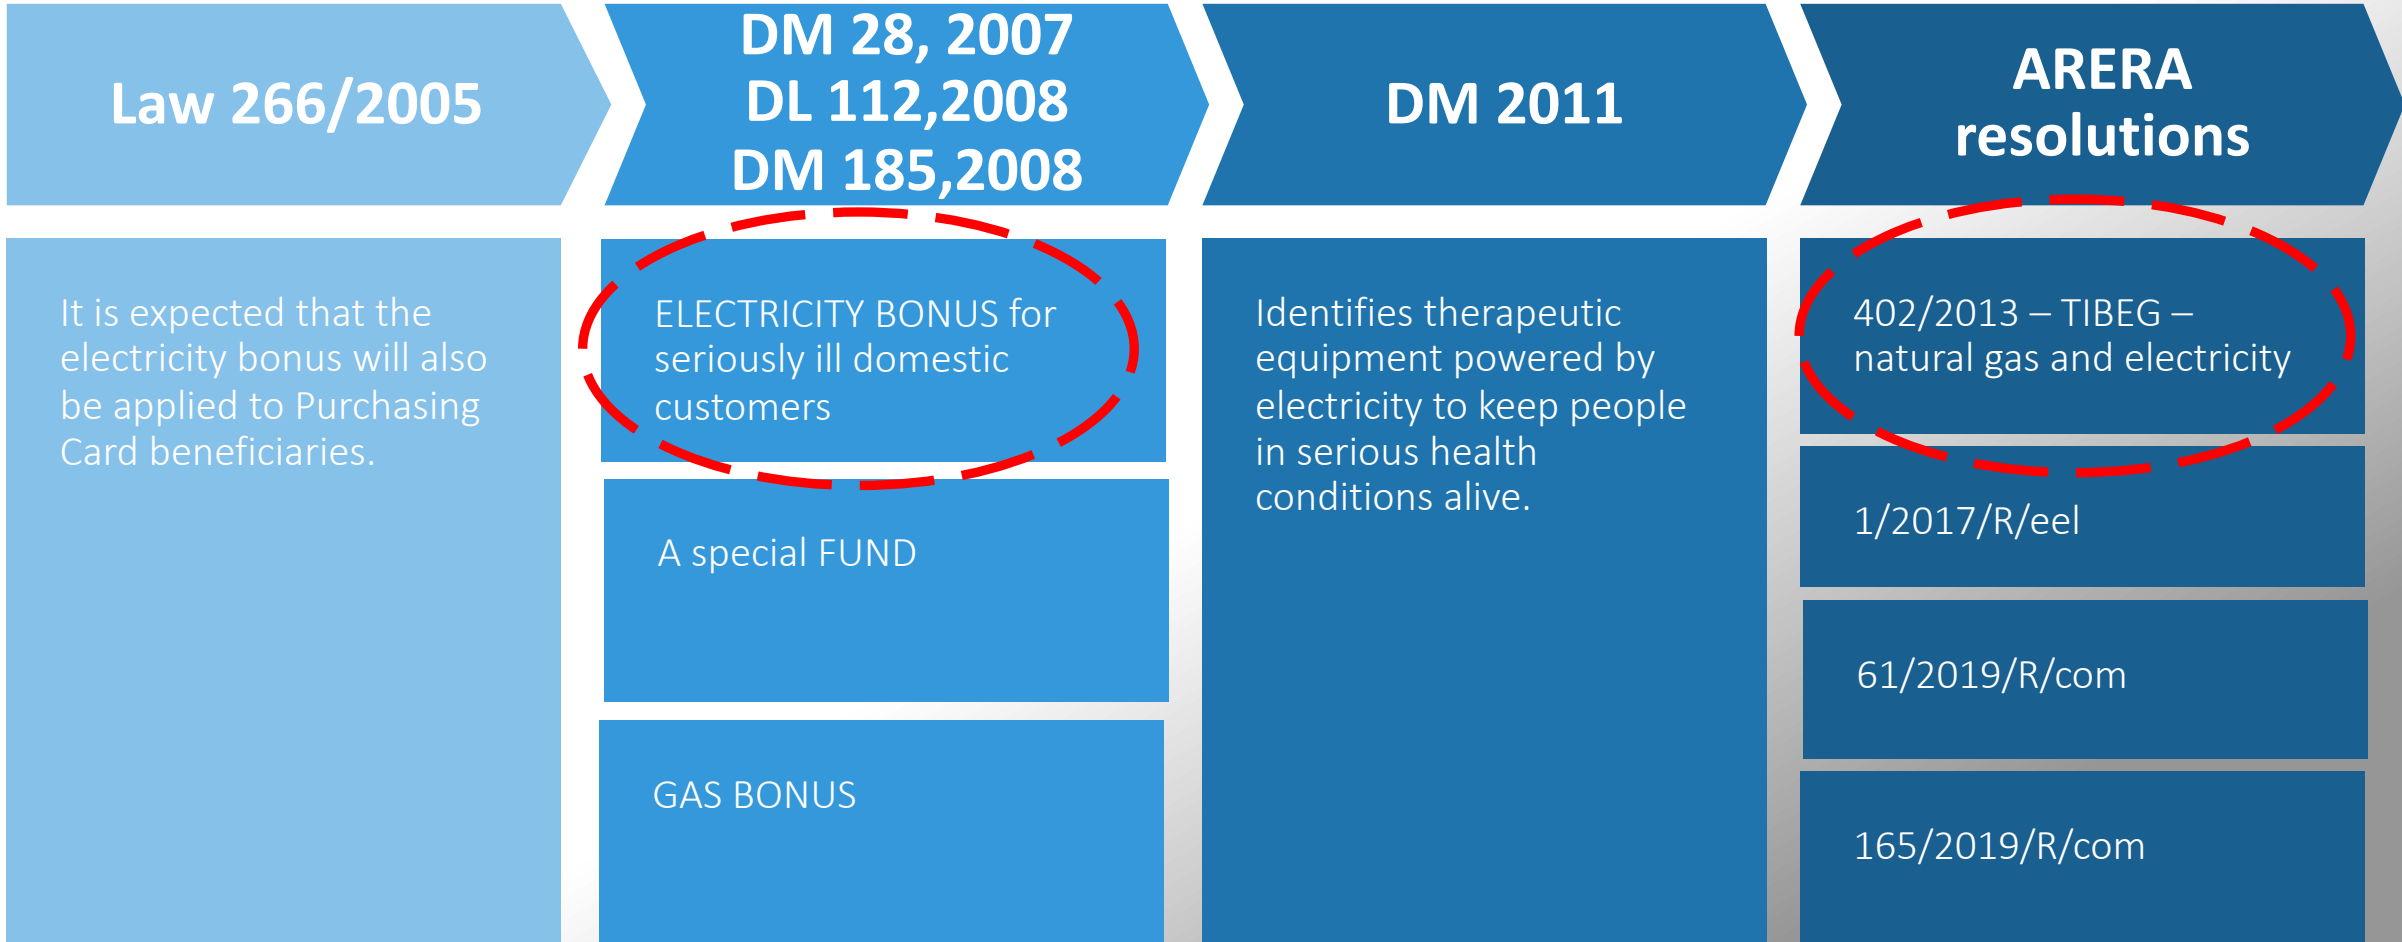 Law 266/2005
It is expected that the
electricity bonus will also
be applied to Purchasing
Card beneficiaries.
DM 28, 2007
DL 112,2008
DM 185,2008
ELECTRICITY BONUS for
seriously ill domestic
customers
A special FUND
GAS BONUS
DM 2011
Identifies therapeutic
equipment powered by
electricity to keep people
in serious health
conditions alive.
ARERA
resolutions
402/2013 – TIBEG –
natural gas and electricity
1/2017/R/eel
61/2019/R/com
165/2019/R/com